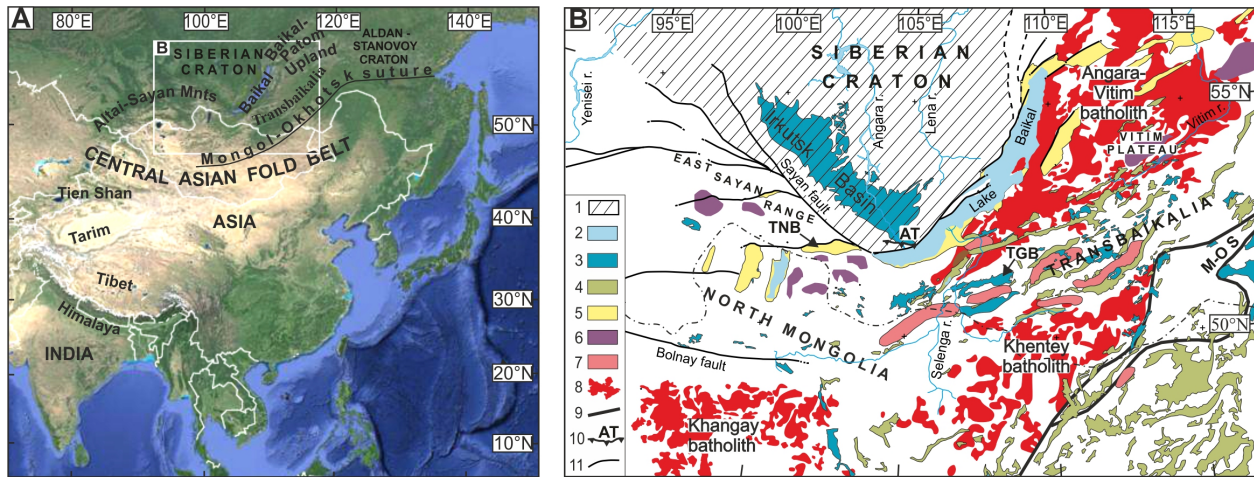 A
80°E
100°E
120°E
140°E
B
SIBERIAN
CRATON
Baikal
Baikal-
Patom
Upland
ALDAN -
STANOVOY
CRATON
Altai-Sayan Mnts
Transbaikalia
Mongol-Okhotsk suture
CENTRAL ASIAN FOLD BELT
Tien Shan
ASIA
Tarim
Tibet
Himalaya
INDIA
50°N
40°N
30°N
20°N
10°N
B
95°E
100°E
105°E
110°E
115°E
55°N
50°N
SIBERIAN
CRATON
Yeniser r.
Angara r.
Lena r.
Irkutsk Basin
Sayan fault
EAST SAYAN
RANGE
TNB
AT
Lake Baikal
Angara-
Vitim
batholith
Vitim r.
VITIM
PLATEAU
TRANSBAIKALIA
TGB
M-OS
NORTH MONGOLIA
Selenga r.
Bolnay fault
Khentey
batholith
Khangay
batholith
1
2
3
4
5
6
7
8
9
AT
10
11